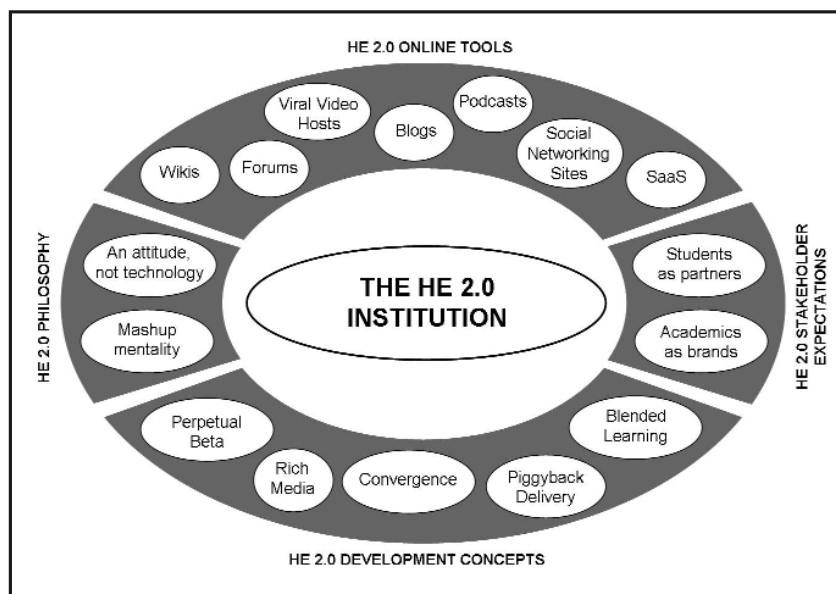 HE 2.0 ONLINE TOOLS
Viral Video
Hosts
Podcasts
Blogs
Social
Networking
Sites
Wikis
Forums
SaaS
HE 2.0 PHILOSOPHY
An attitude,
not technology
Mashup
mentality
THE HE 2.0
INSTITUTION
Students
as partners
Academics
as brands
HE 2.0 STAKEHOLDER
EXPECTATIONS
Perpetual
Beta
Rich
Media
Convergence
Piggyback
Delivery
Blended
Learning
HE 2.0 DEVELOPMENT CONCEPTS